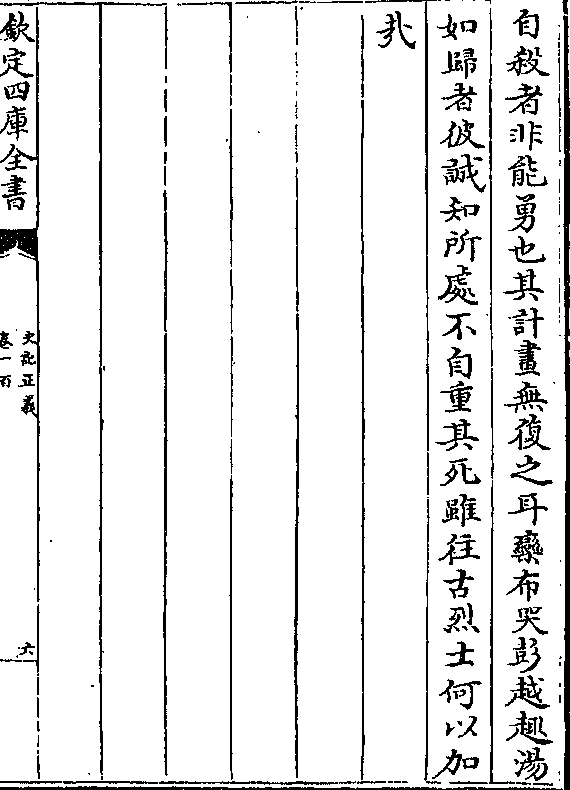 自殺者非能勇也其計畫無復之耳欒布哭彭越趣湯
如歸者彼誠知所處不自重其死雖往古烈士何以加
㢤
欽定四庫全書
史記正義
卷一百
六